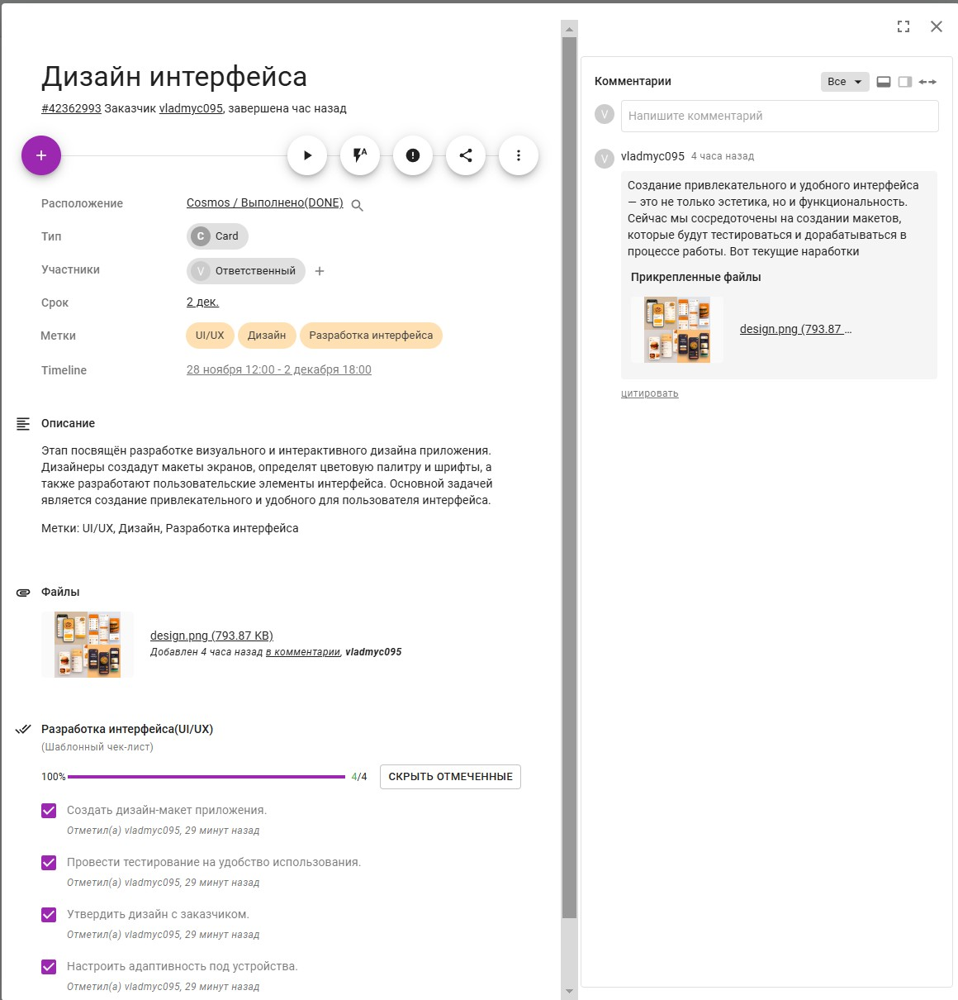 Дизайн интерфейса
#42362993 Заказчик vladmyc095, завершена час назад
Расположение
Cosmos / Выполнено(DONE)
Тип
C Card
Участники
V Ответственный
Срок
2 дек.
Метки
UI/UX Дизайн Разработка интерфейса
Timeline
28 ноября 12:00 - 2 декабря 18:00
Описание
Этап посвящён разработке визуального и интерактивного дизайна приложения.
Дизайнеры создадут макеты экранов, определят цветовую палитру и шрифты, а
также разработают пользовательские элементы интерфейса. Основной задачей
является создание привлекательного и удобного для пользователя интерфейса.
Метки: UI/UX, Дизайн, Разработка интерфейса
Файлы
design.png (793.87 KB)
Добавлен 4 часа назад в комментарии, vladmyc095
Разработка интерфейса(UI/UX)
(Шаблонный чек-лист)
100% 4/4 СКРЫТЬ ОТМЕЧЕННЫЕ
Создать дизайн-макет приложения.
Отметил(а) vladmyc095, 29 минут назад
Провести тестирование на удобство использования.
Отметил(а) vladmyc095, 29 минут назад
Утвердить дизайн с заказчиком.
Отметил(а) vladmyc095, 29 минут назад
Настроить адаптивность под устройства.
Отметил(а) vladmyc095, 29 минут назад
Комментарии
Все
V Напишите комментарий
V vladmyc095 4 часа назад
Создание привлекательного и удобного интерфейса
— это не только эстетика, но и функциональность.
Сейчас мы сосредоточены на создании макетов,
которые будут тестироваться и дорабатываться в
процессе работы. Вот текущие наработки
Прикрепленные файлы
design.png (793.87 ...
цитировать